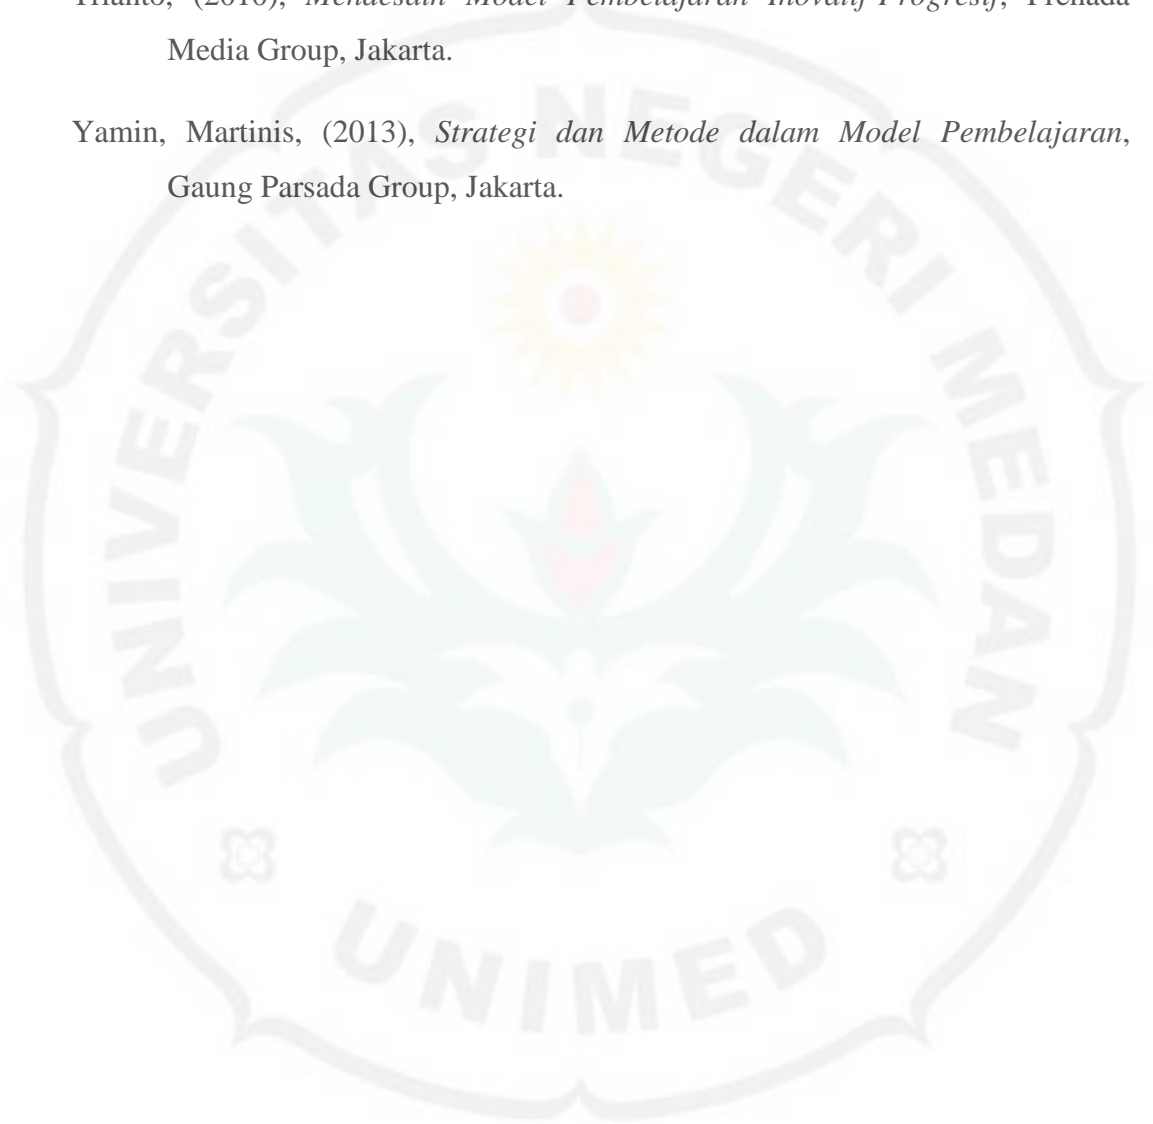 Trianto, (2010), Mendesain Model Pembelajaran Inovatif-Progresif, Prenada
Media Group, Jakarta.
Yamin, Martinis, (2013), Strategi dan Metode dalam Model Pembelajaran,
Gaung Parsada Group, Jakarta.
UNIVERSITAS NEGERI MEDAN
UNIMED